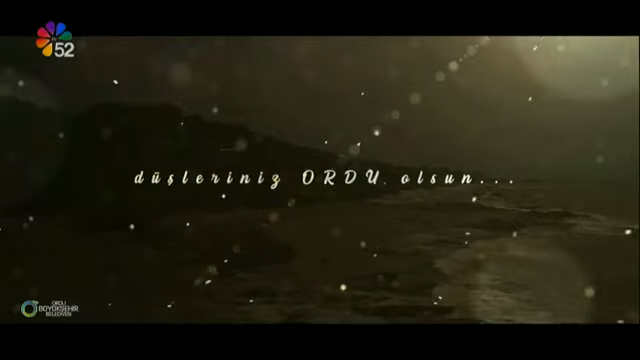 52
düşleriniz ORDU olsun...
ORDU
BÜYÜKŞEHİR
BELEDİYESİ